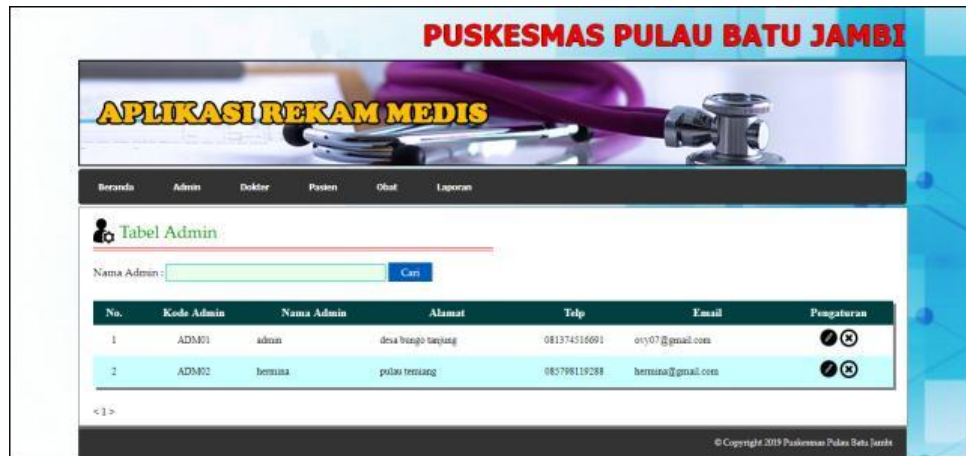 PUSKESMAS PULAU BATU JAMBI
APLIKASI REKAM MEDIS
Beranda Admin Dokter Pasien Obat Laporan
Tabel Admin
Nama Admin : Cari
No. Kode Admin Nama Admin Alamat Telp Email Pengaturan
1 ADM01 admin desa bungo tanjung 081374516691 ovy07@gmail.com
2 ADM02 hermina pulau temiang 085798119288 hermina@gmail.com
< 1 >
© Copyright 2019 Puskesmas Pulau Batu Jambi